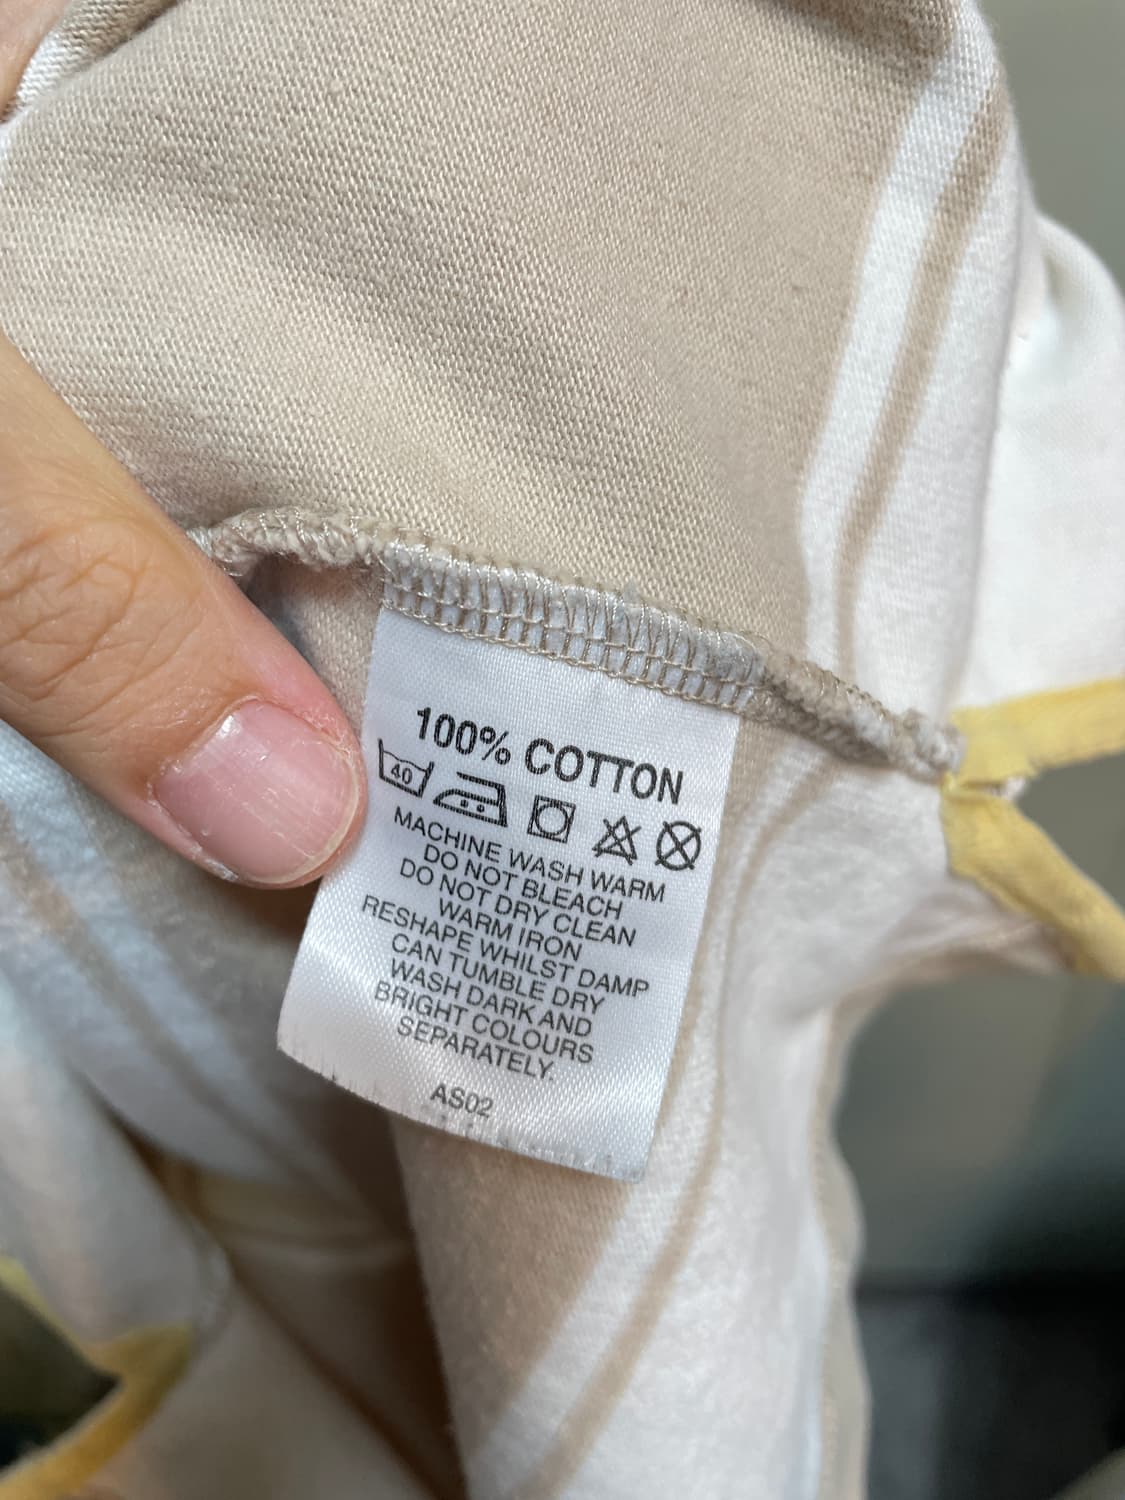 100% COTTON
40
MACHINE WASH WARM
DO NOT BLEACH
DO NOT DRY CLEAN
WARM IRON
RESHAPE WHILST DAMP
CAN TUMBLE DRY
WASH DARK AND
BRIGHT COLOURS
SEPARATELY.
AS02